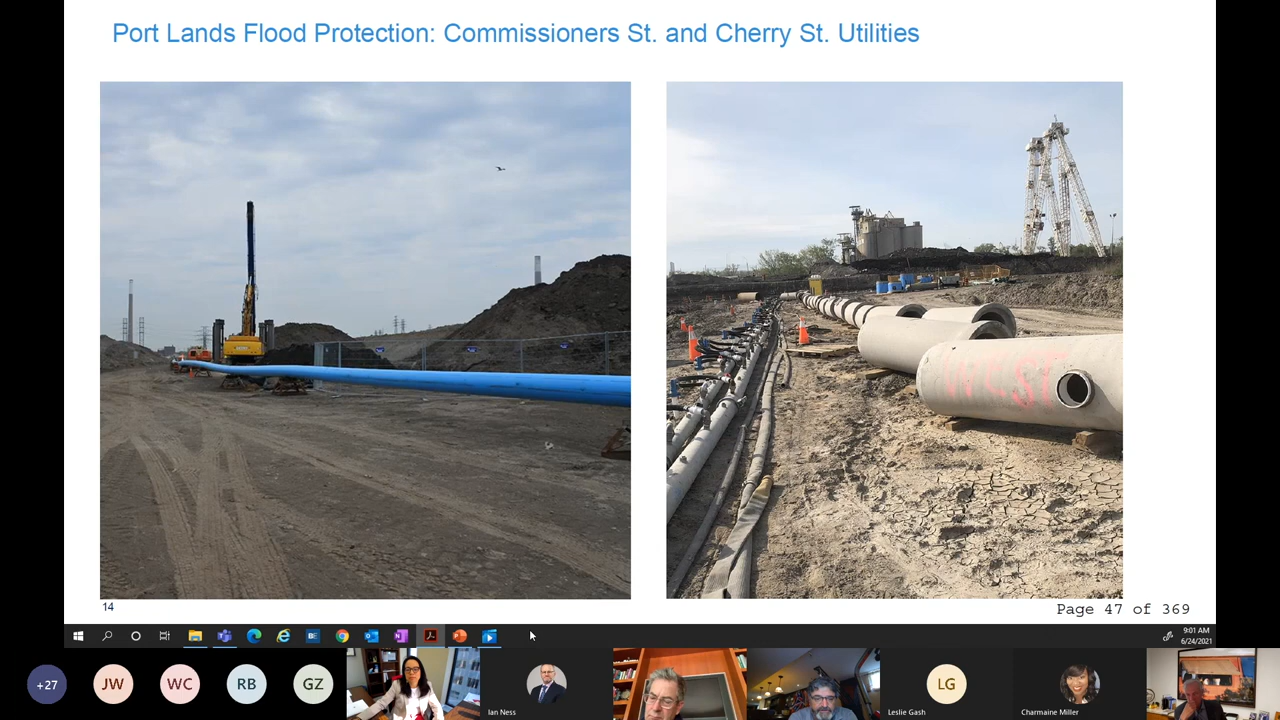 Port Lands Flood Protection: Commissioners St. and Cherry St. Utilities
14
Page 47 of 369
9:01 AM
6/24/2021
+27
JW
WC
RB
GZ
Ian Ness
LG
Leslie Gash
Charmaine Miller